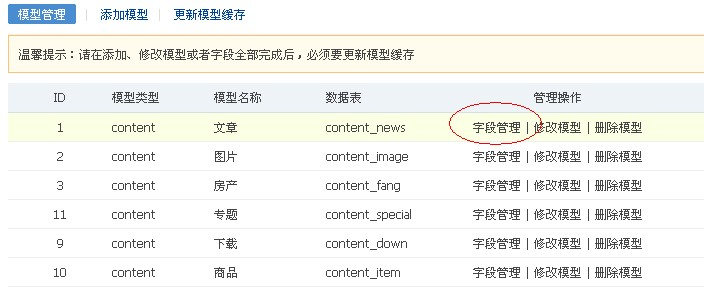 模型管理 | 添加模型 | 更新模型缓存
温馨提示：请在添加、修改模型或者字段全部完成后，必须要更新模型缓存
ID 模型类型 模型名称 数据表 管理操作
1 content 文章 content_news 字段管理 | 修改模型 | 删除模型
2 content 图片 content_image 字段管理 | 修改模型 | 删除模型
3 content 房产 content_fang 字段管理 | 修改模型 | 删除模型
11 content 专题 content_special 字段管理 | 修改模型 | 删除模型
9 content 下载 content_down 字段管理 | 修改模型 | 删除模型
10 content 商品 content_item 字段管理 | 修改模型 | 删除模型